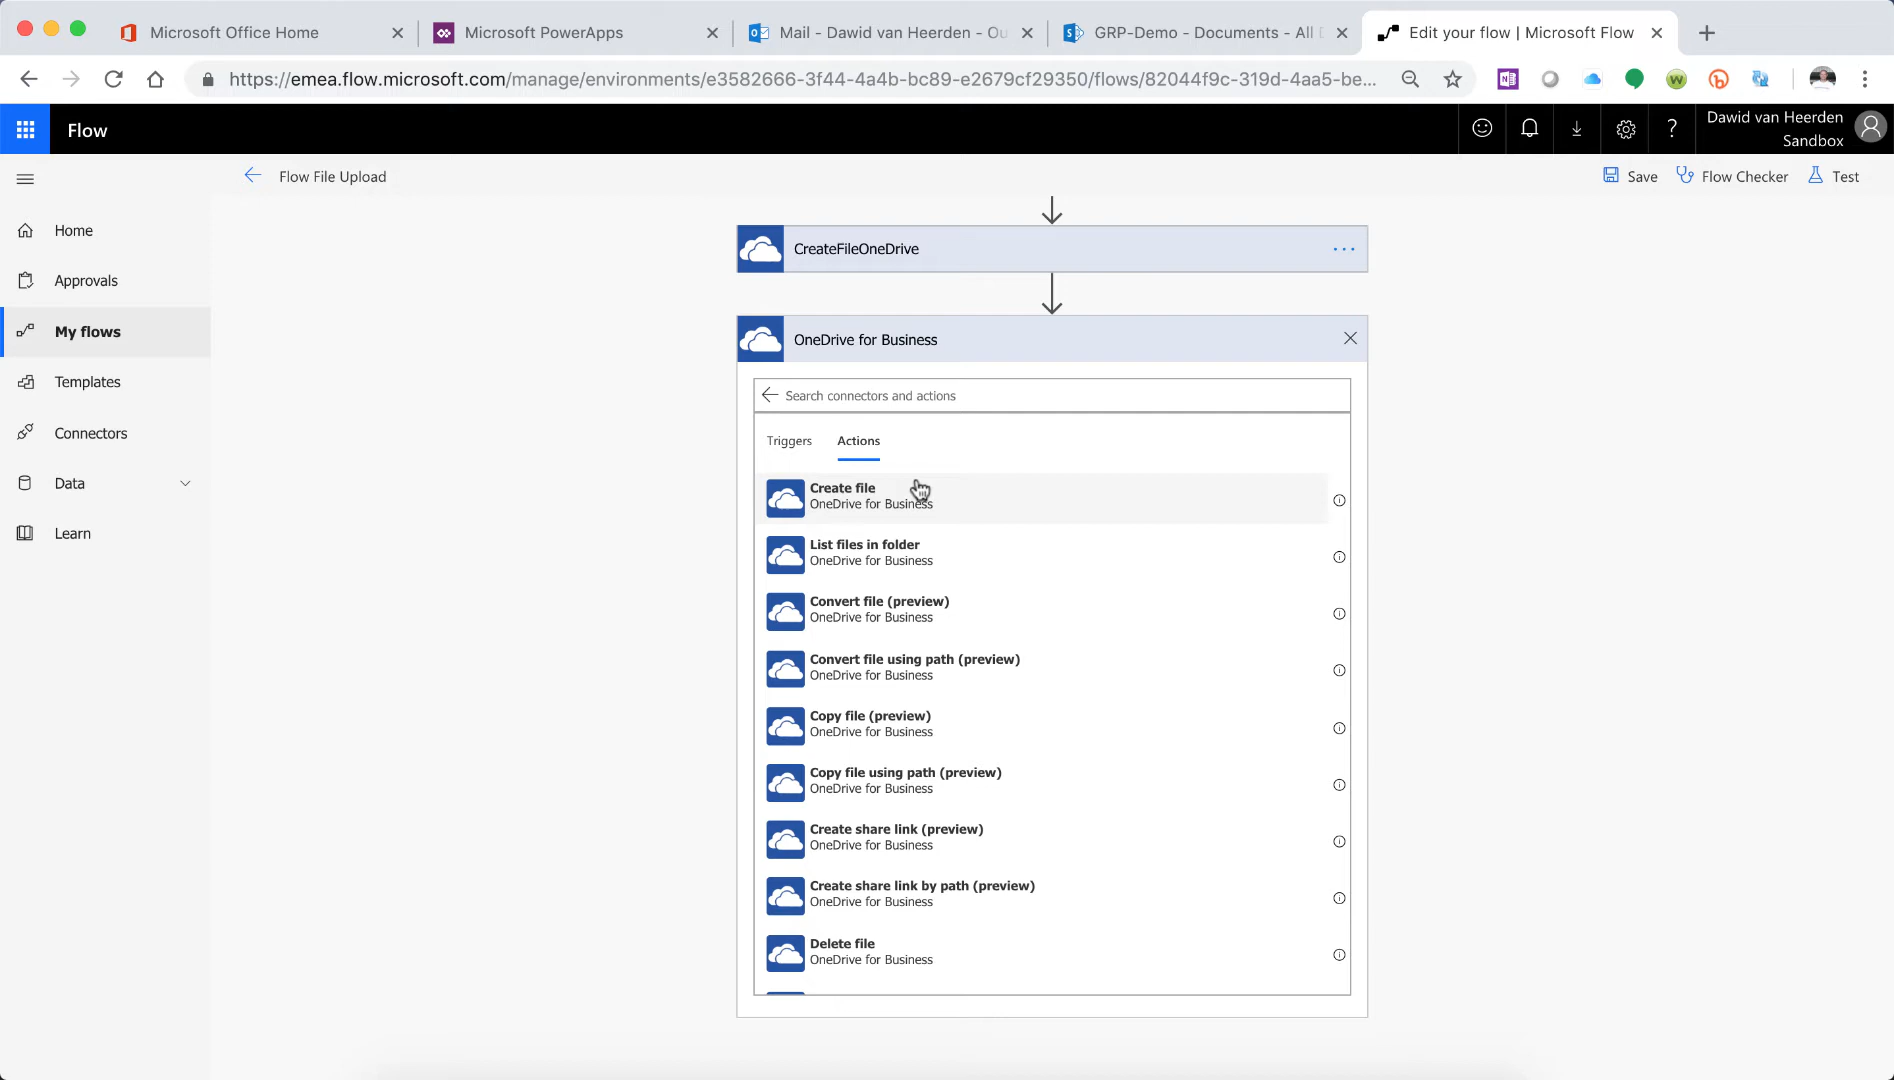 Microsoft Office Home
Microsoft PowerApps
Mail - Dawid van Heerden - Ou
GRP-Demo - Documents - All D
Edit your flow | Microsoft Flow
https://emea.flow.microsoft.com/manage/environments/e3582666-3f44-4a4b-bc89-e2679cf29350/flows/82044f9c-319d-4aa5-be...
Flow
Dawid van Heerden
Sandbox
Flow File Upload
Save
Flow Checker
Test
Home
Approvals
My flows
Templates
Connectors
Data
Learn
CreateFileOneDrive
OneDrive for Business
Search connectors and actions
Triggers
Actions
Create file
OneDrive for Business
List files in folder
OneDrive for Business
Convert file (preview)
OneDrive for Business
Convert file using path (preview)
OneDrive for Business
Copy file (preview)
OneDrive for Business
Copy file using path (preview)
OneDrive for Business
Create share link (preview)
OneDrive for Business
Create share link by path (preview)
OneDrive for Business
Delete file
OneDrive for Business